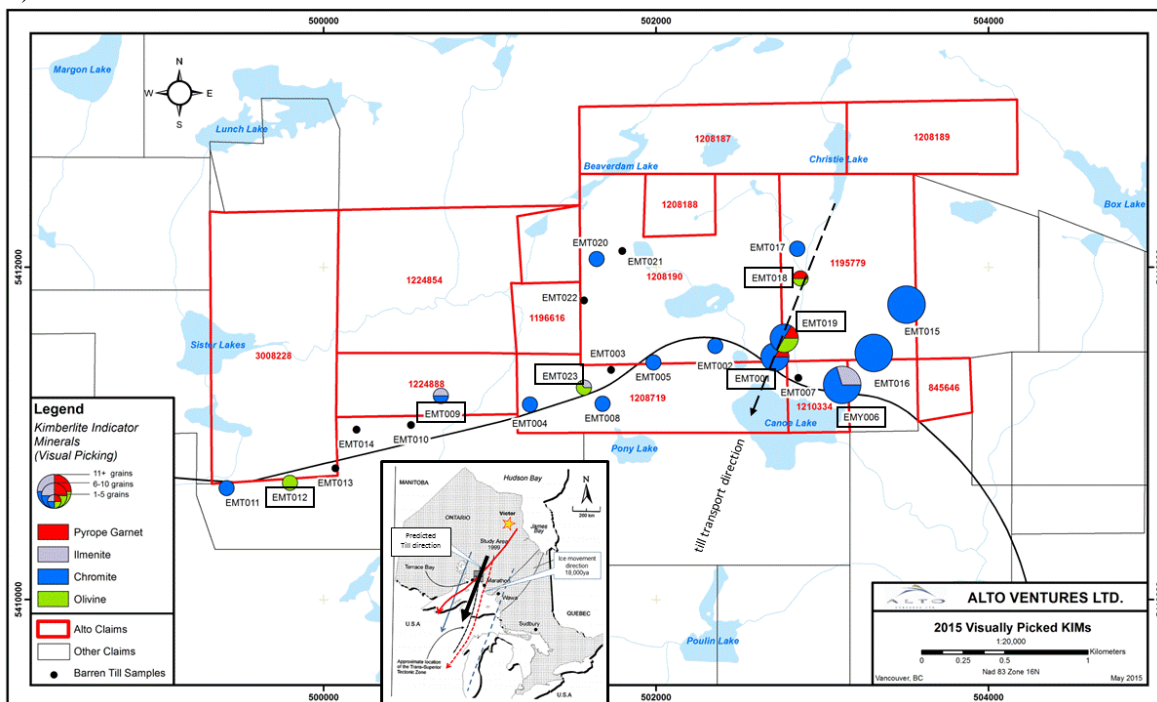 500000
502000
504000
Margon Lake
N
W
E
S
Lunch Lake
1208187
1208189
Beaverdam Lake
Christie Lake
1208188
Box Lake
EMT020
EMT021
EMT017
5412000
1224854
1208190
EMT018
1195779
EMT022
1196616
EMT019
EMT015
Sister Lakes
3008228
EMT003
EMT002
EMT005
EMT001
EMT007
EMT016
EMT023
1224888
1208719
845646
EMT009
EMT004
EMT008
1210334
EMY006
Canoe Lake
EMT014
EMT010
Pony Lake
EMT013
EMT011
EMT012
till transport direction
Poulin Lake
5410000
Legend
Kimberlite Indicator
Minerals
(Visual Picking)
11+ grains
6-10 grains
1-5 grains
Pyrope Garnet
Ilmenite
Chromite
Olivine
Alto Claims
Other Claims
Barren Till Samples
MANITOBA
Hudson Bay
N
200 km
ONTARIO
Victor
James
Bay
Predicted
Till direction
Study Area
1999
Ice movement
direction
18,000ya
Terrace Bay
Marathon
Wawa
QUEBEC
U.S.A
Sudbury
Approximate location
of the Trans-Superior
Tectonic Zone
U.S.A
ALTO
ALTO VENTURES LTD.
2015 Visually Picked KIMs
1:20,000
0 0.25 0.5 1
Kilometers
Nad 83 Zone 16N
Vancouver, BC
May 2015
500000
502000
504000